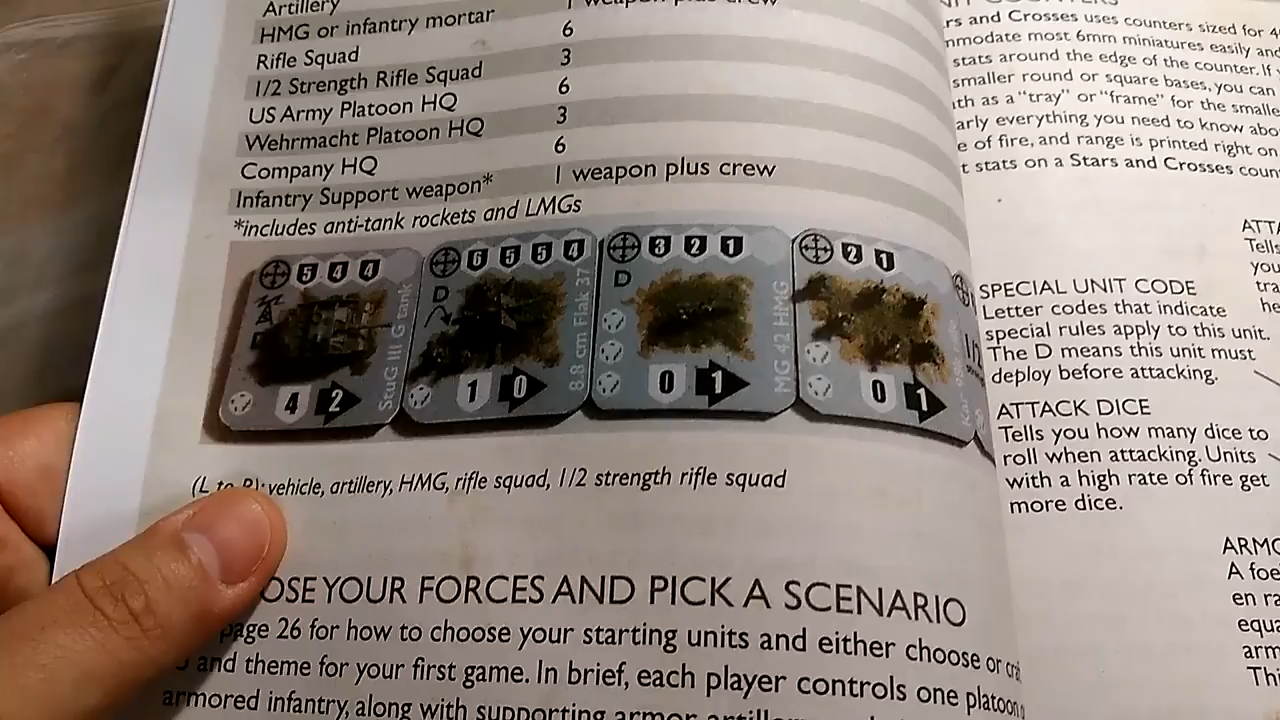 Artillery 1 weapon plus crew
HMG or infantry mortar 6
Rifle Squad 3
1/2 Strength Rifle Squad 6
US Army Platoon HQ 3
Wehrmacht Platoon HQ 6
Company HQ 1 weapon plus crew
Infantry Support weapon*
*includes anti-tank rockets and LMGs
5 4 4
D
StuG III G tank
4 2
6 5 5 4
D
8.8 cm Flak 37
1 0
3 2 1
D
MG 42 HMG
0 1
2 1
0 1
(L to R): vehicle, artillery, HMG, rifle squad, 1/2 strength rifle squad
OSE YOUR FORCES AND PICK A SCENARIO
page 26 for how to choose your starting units and either choose or
and theme for your first game. In brief, each player controls one platoon
armored infantry, along with supporting armor
rs and Crosses uses counters sized for
mmodate most 6mm miniatures easily and
stats around the edge of the counter. If
smaller round or square bases, you can
as a "tray" or "frame" for the smalle
arly everything you need to know abo
e of fire, and range is printed right on
t stats on a Stars and Crosses coun
ATTA
Tells
you
tra
he
SPECIAL UNIT CODE
Letter codes that indicate
special rules apply to this unit.
The D means this unit must
deploy before attacking.
ATTACK DICE
Tells you how many dice to
roll when attacking. Units
with a high rate of fire get
more dice.
ARMO
A foe
en ra
equa
arm
Thi